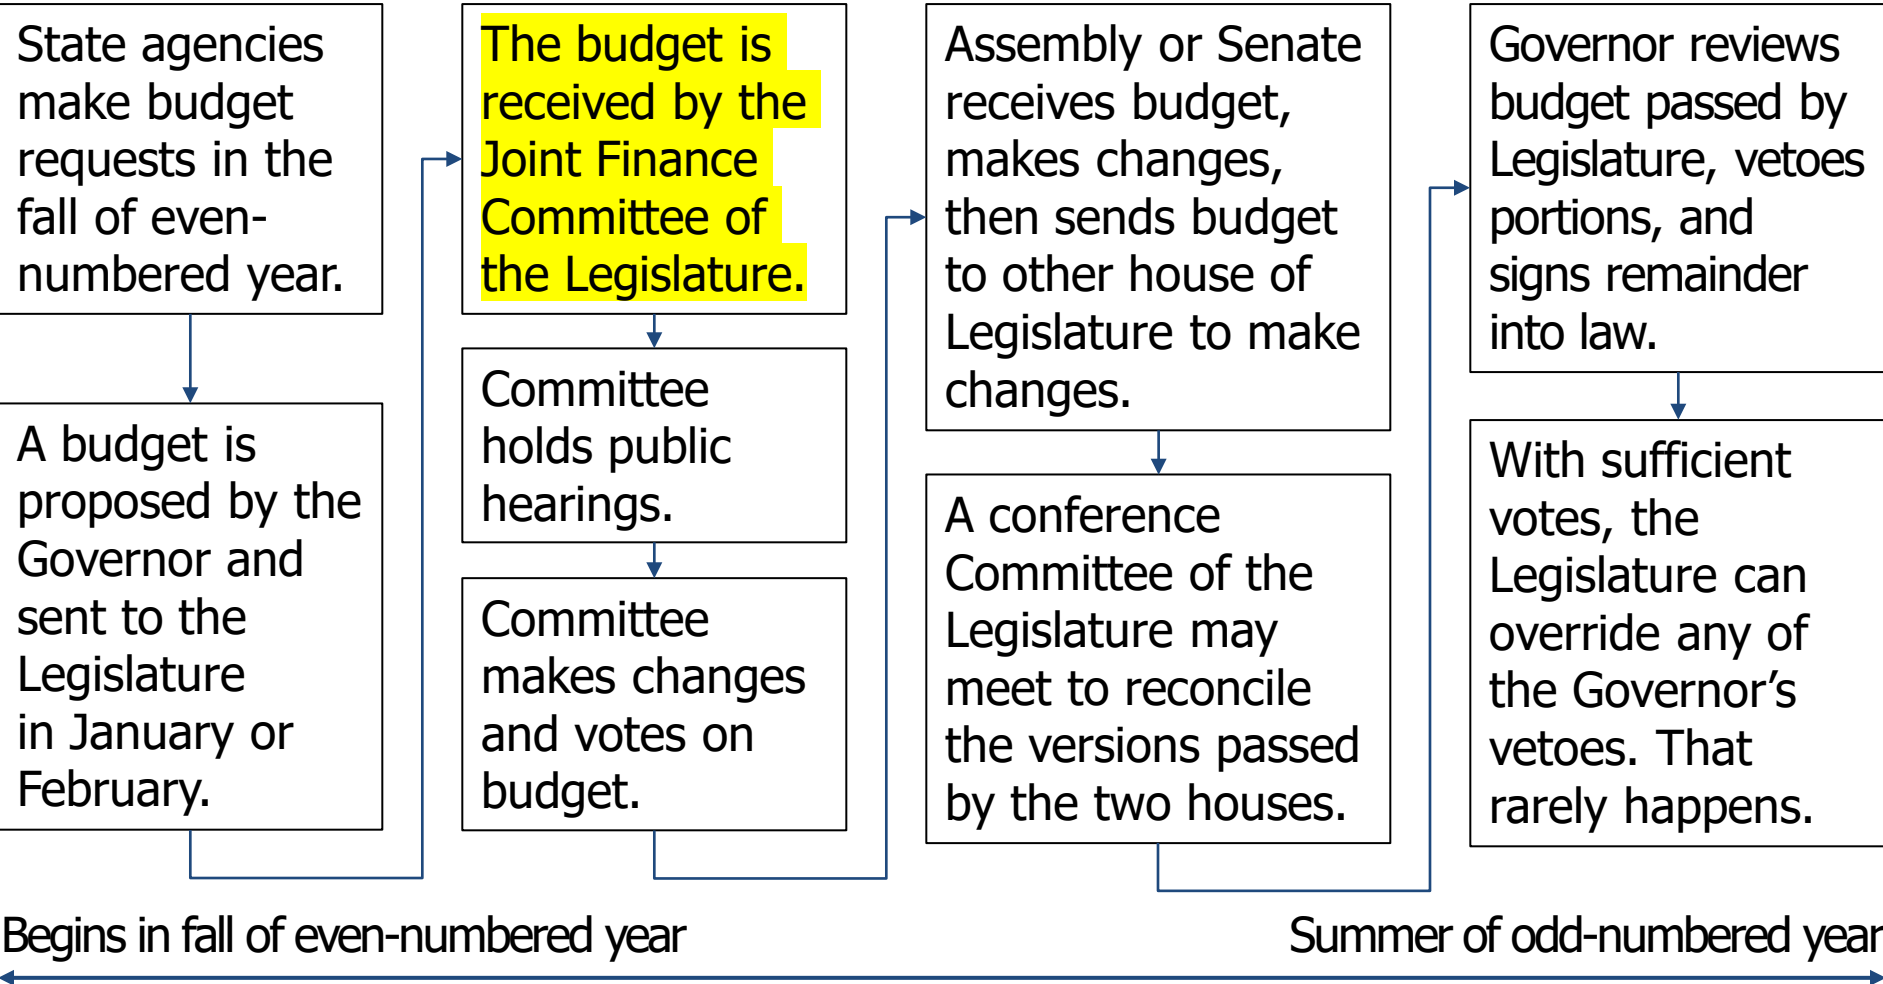 State agencies
make budget
requests in the
fall of even-
numbered year.
A budget is
proposed by the
Governor and
sent to the
Legislature
in January or
February.
The budget is
received by the
Joint Finance
Committee of
the Legislature.
Committee
holds public
hearings.
Committee
makes changes
and votes on
budget.
Assembly or Senate
receives budget,
makes changes,
then sends budget
to other house of
Legislature to make
changes.
A conference
Committee of the
Legislature may
meet to reconcile
the versions passed
by the two houses.
Governor reviews
budget passed by
Legislature, vetoes
portions, and
signs remainder
into law.
With sufficient
votes, the
Legislature can
override any of
the Governor’s
vetoes. That
rarely happens.
Begins in fall of even-numbered year
Summer of odd-numbered year